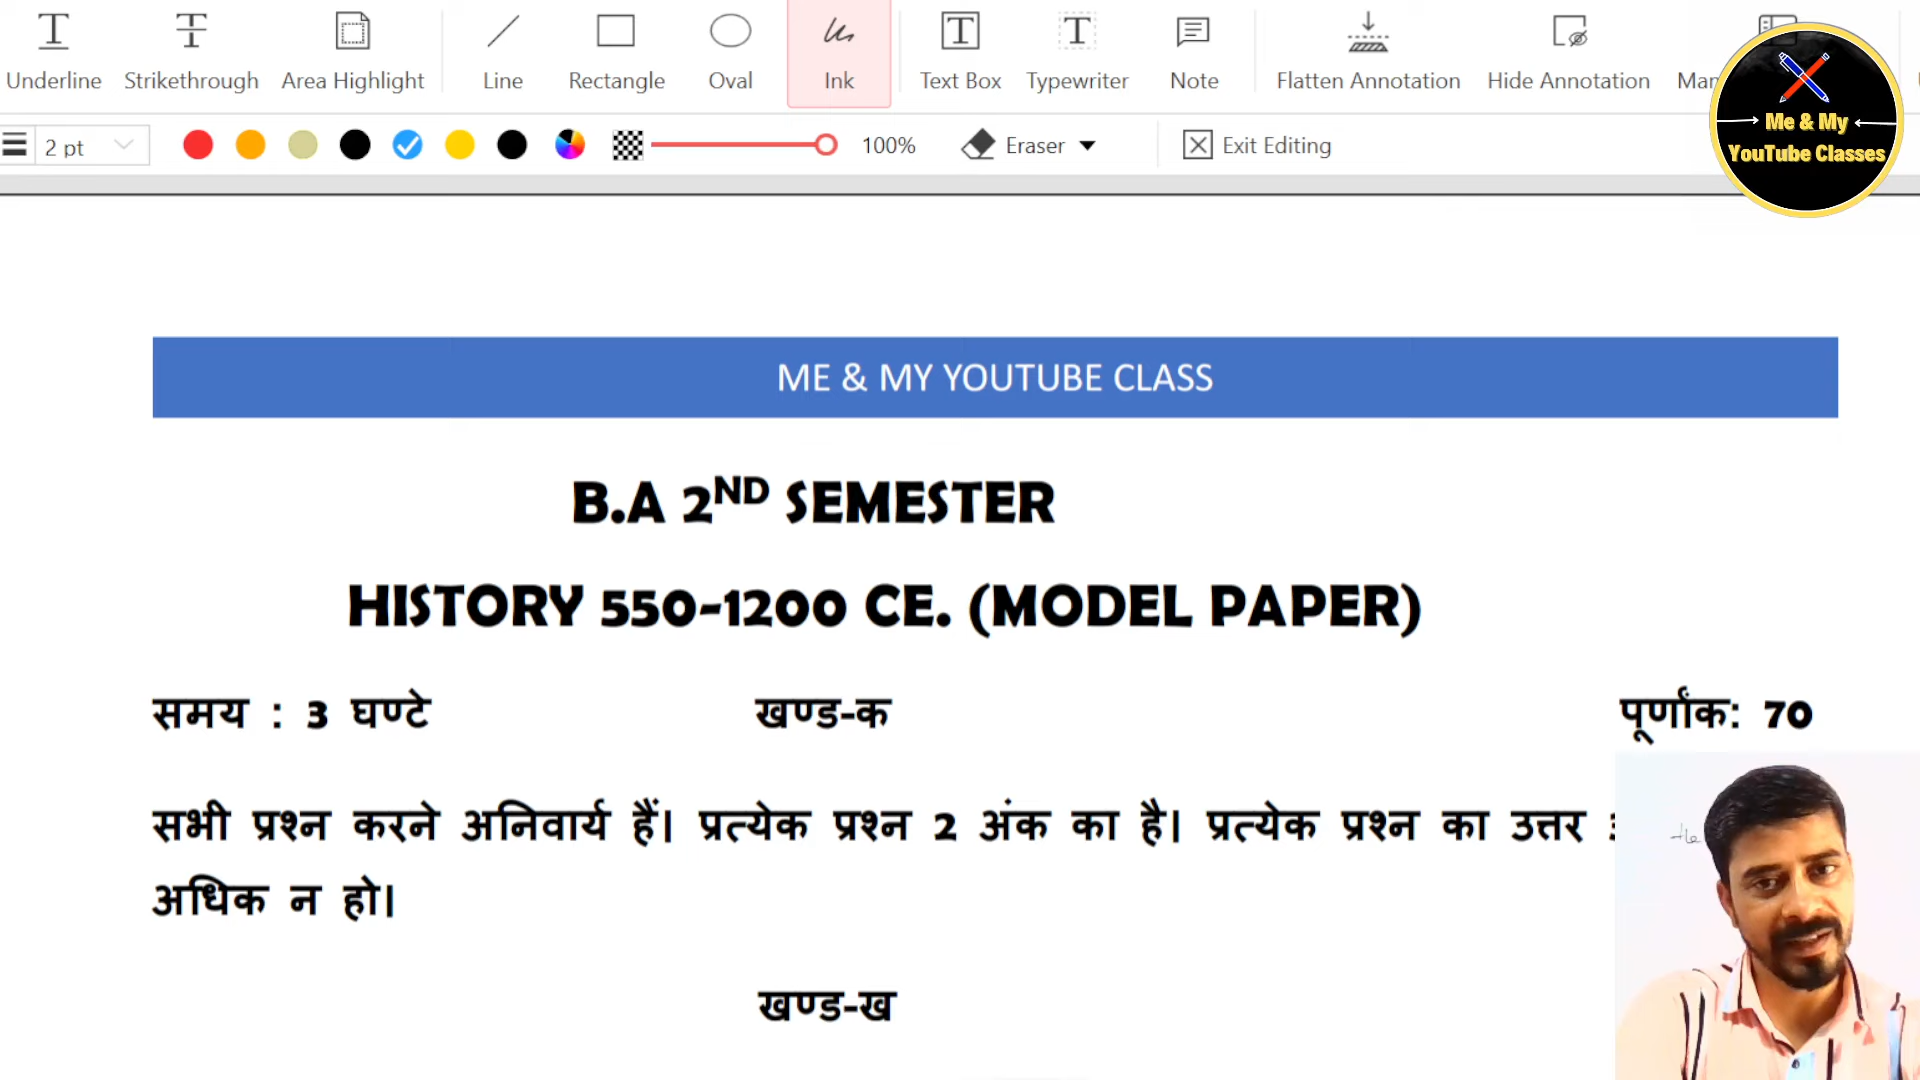 Underline Strikethrough Area Highlight Line Rectangle Oval Ink Text Box Typewriter Note Flatten Annotation Hide Annotation
2 pt 100% Eraser Exit Editing
Me & My
YouTube Classes
ME & MY YOUTUBE CLASS
B.A 2ND SEMESTER
HISTORY 550-1200 CE. (MODEL PAPER)
समय : 3 घण्टे खण्ड-क पूर्णांक: 70
सभी प्रश्न करने अनिवार्य हैं। प्रत्येक प्रश्न 2 अंक का है। प्रत्येक प्रश्न का उत्तर
अधिक न हो।
खण्ड-ख